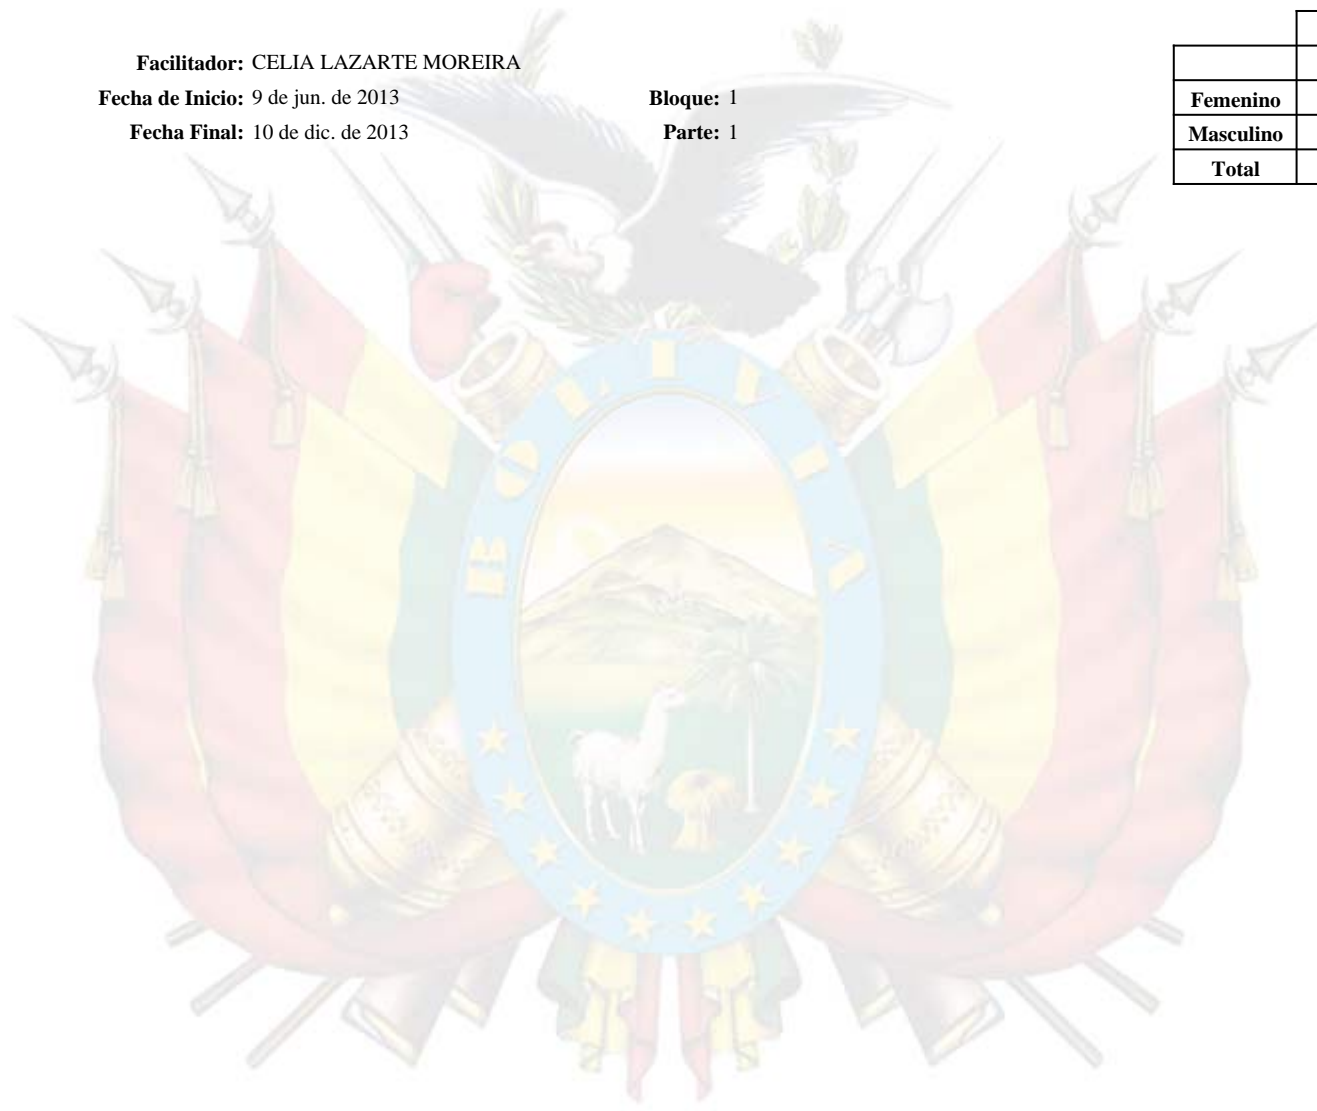 Facilitador: CELIA LAZARTE MOREIRA
Fecha de Inicio: 9 de jun. de 2013 Bloque: 1
Fecha Final: 10 de dic. de 2013 Parte: 1
Femenino
Masculino
Total
BOLIVIA